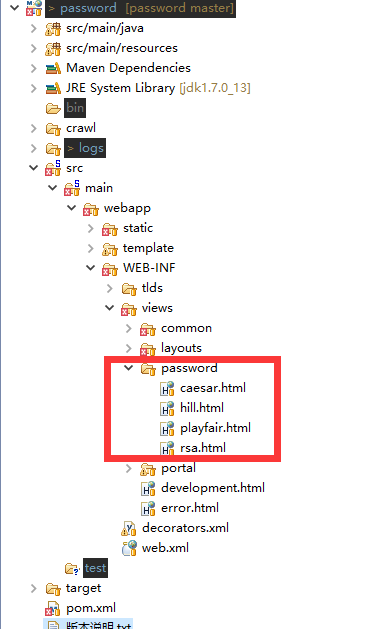 > password [password master]
src/main/java
src/main/resources
Maven Dependencies
JRE System Library [jdk1.7.0_13]
bin
crawl
> logs
src
main
webapp
static
template
WEB-INF
tlds
views
common
layouts
password
caesar.html
hill.html
playfair.html
rsa.html
portal
development.html
error.html
decorators.xml
web.xml
test
target
pom.xml
版本说明.txt